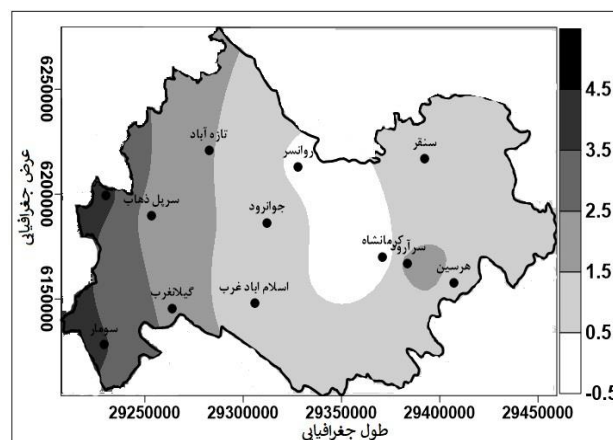 عرض جغرافیایی
6250000
6200000
6150000
تازه آباد
روانسر
سنقر
سرپل ذهاب
جوانرود
کرمانشاه
سرآرود
هرسین
گیلانغرب
اسلام اباد غرب
سومار
29250000
29300000
29350000
29400000
29450000
طول جغرافیایی
4.5
3.5
2.5
1.5
0.5
-0.5